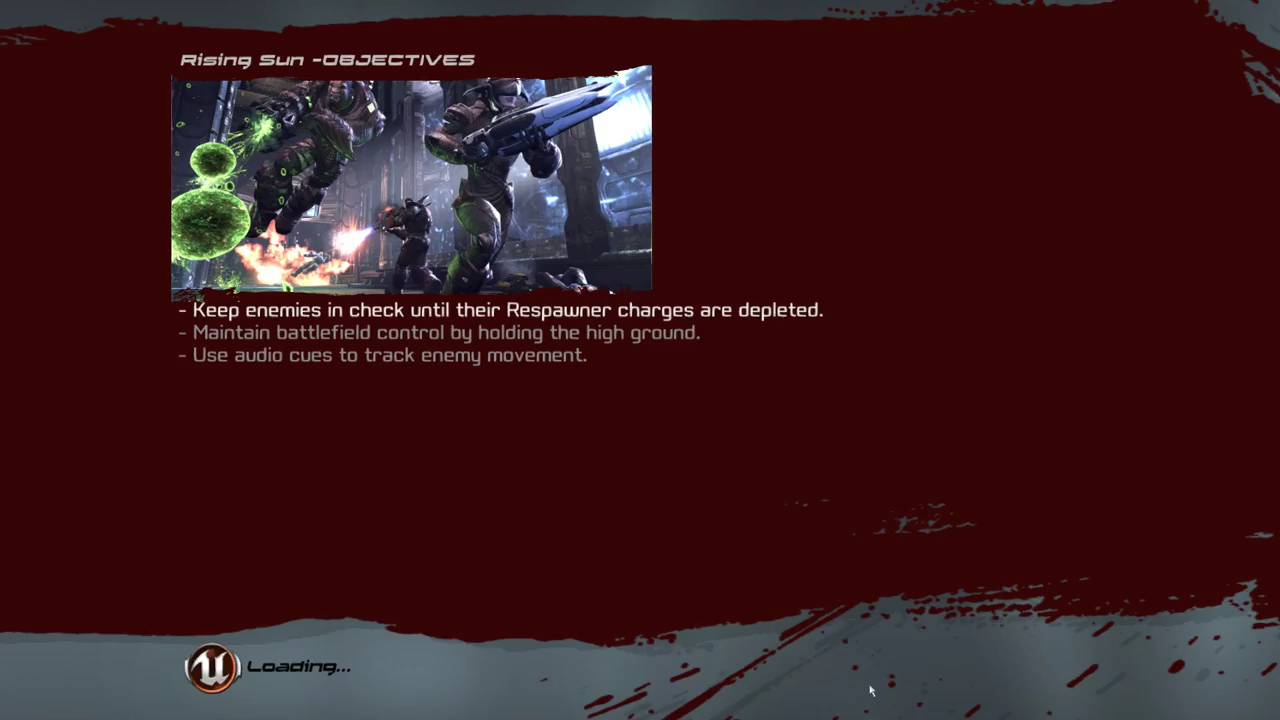 Rising Sun -OBJECTIVES
- Keep enemies in check until their Respawner charges are depleted.
- Maintain battlefield control by holding the high ground.
- Use audio cues to track enemy movement.
Loading...